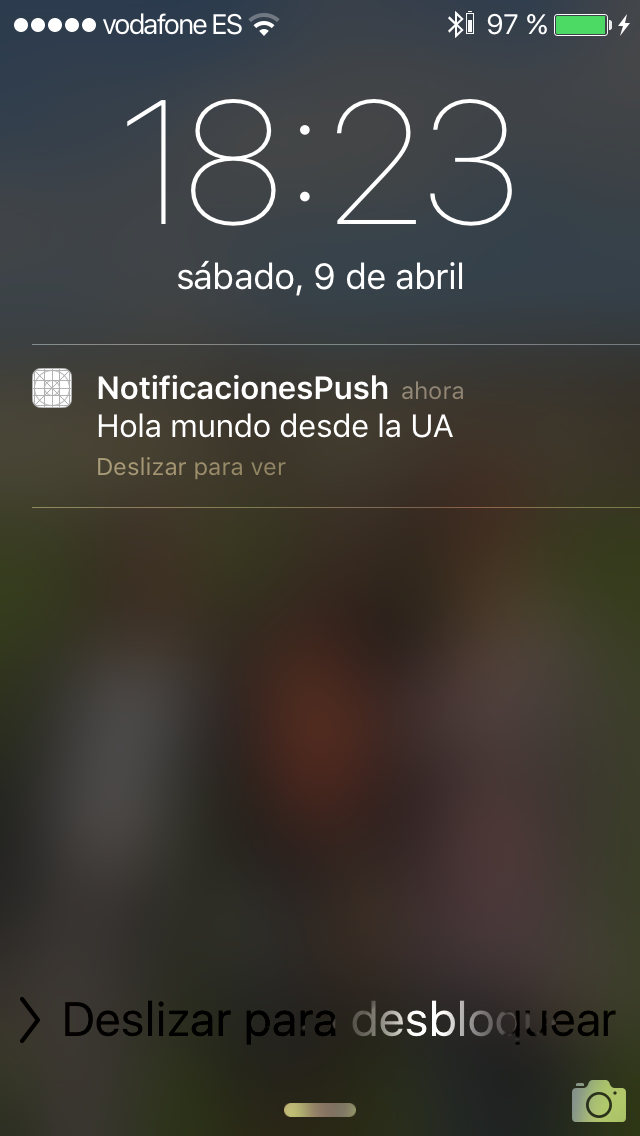 vodafone ES 97 %
18:23
sábado, 9 de abril
NotificacionesPush ahora
Hola mundo desde la UA
Deslizar para ver
Deslizar para desbloquear